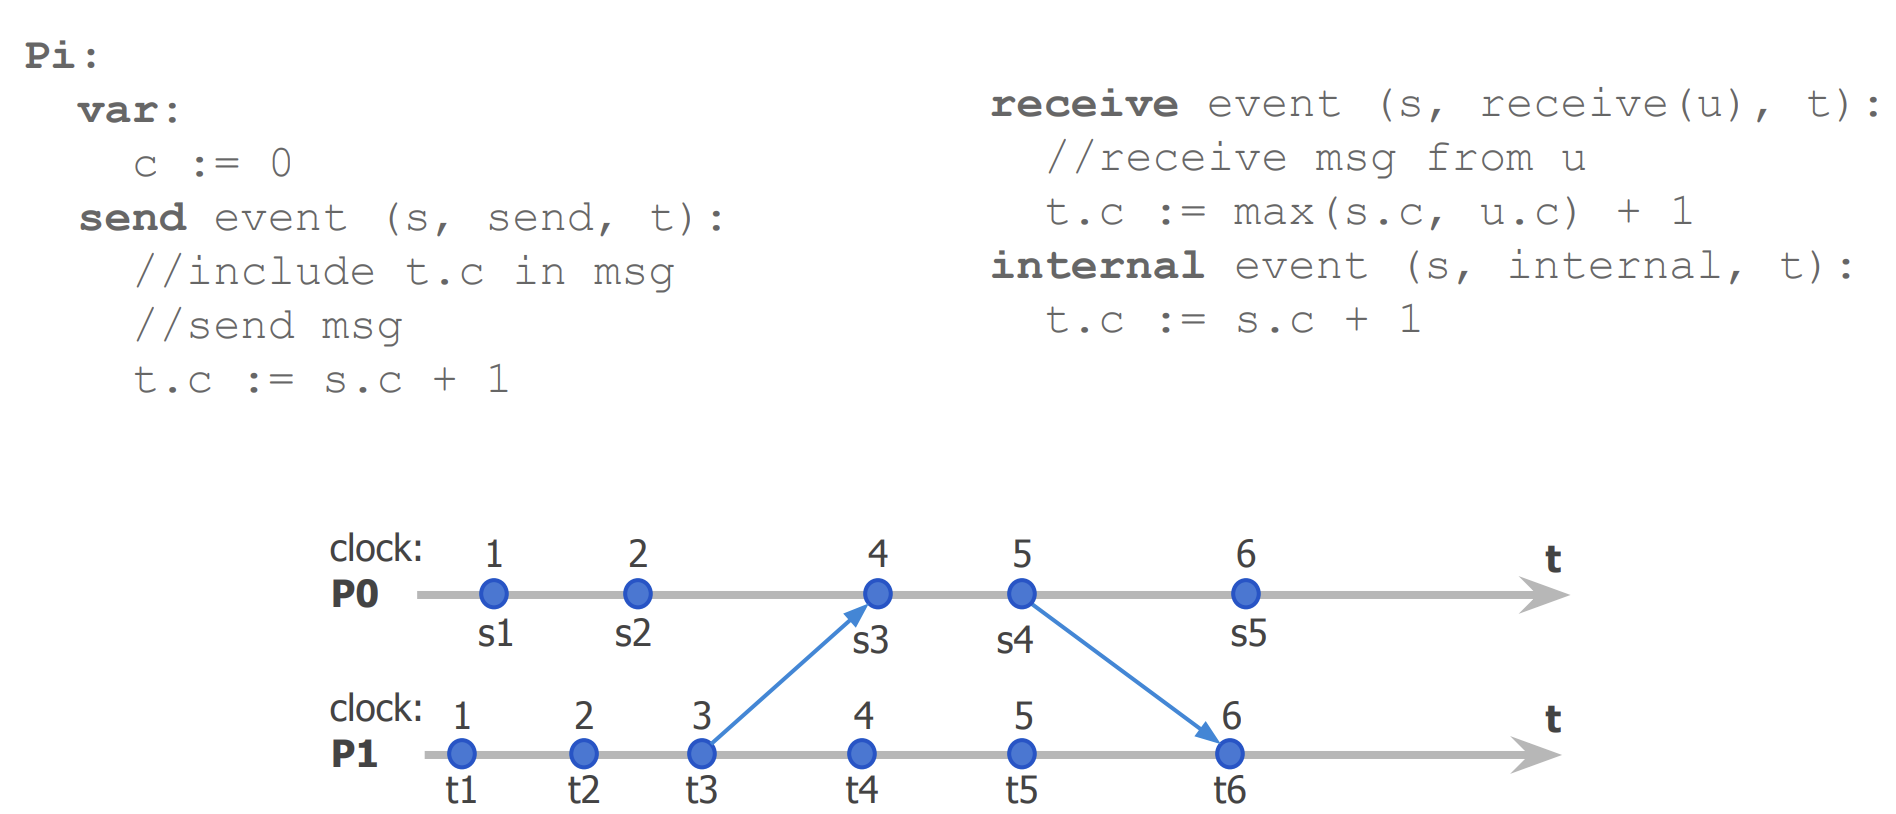 Pi:
var:
c := 0
send event (s, send, t):
//include t.c in msg
//send msg
t.c := s.c + 1
receive event (s, receive(u), t):
//receive msg from u
t.c := max(s.c, u.c) + 1
internal event (s, internal, t):
t.c := s.c + 1
clock: 1 2 4 5 6 t
P0
s1 s2 s3 s4 s5
clock: 1 2 3 4 5 6 t
P1
t1 t2 t3 t4 t5 t6